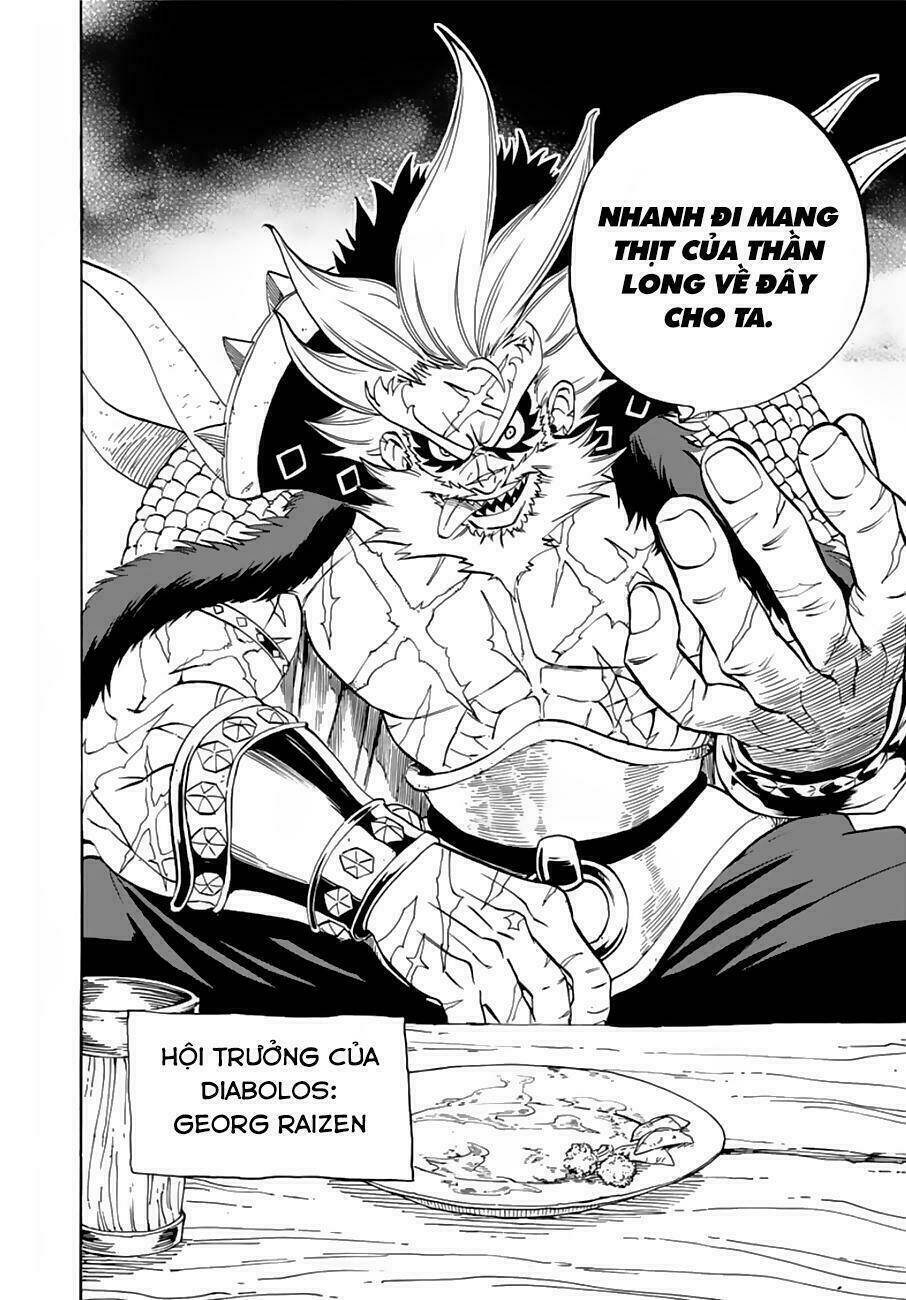 NHANH ĐI MANG
THỊT CỦA THẦN
LONG VỀ ĐÂY
CHO TA.
HỘI TRƯỞNG CỦA
DIABOLOS:
GEORG RAIZEN